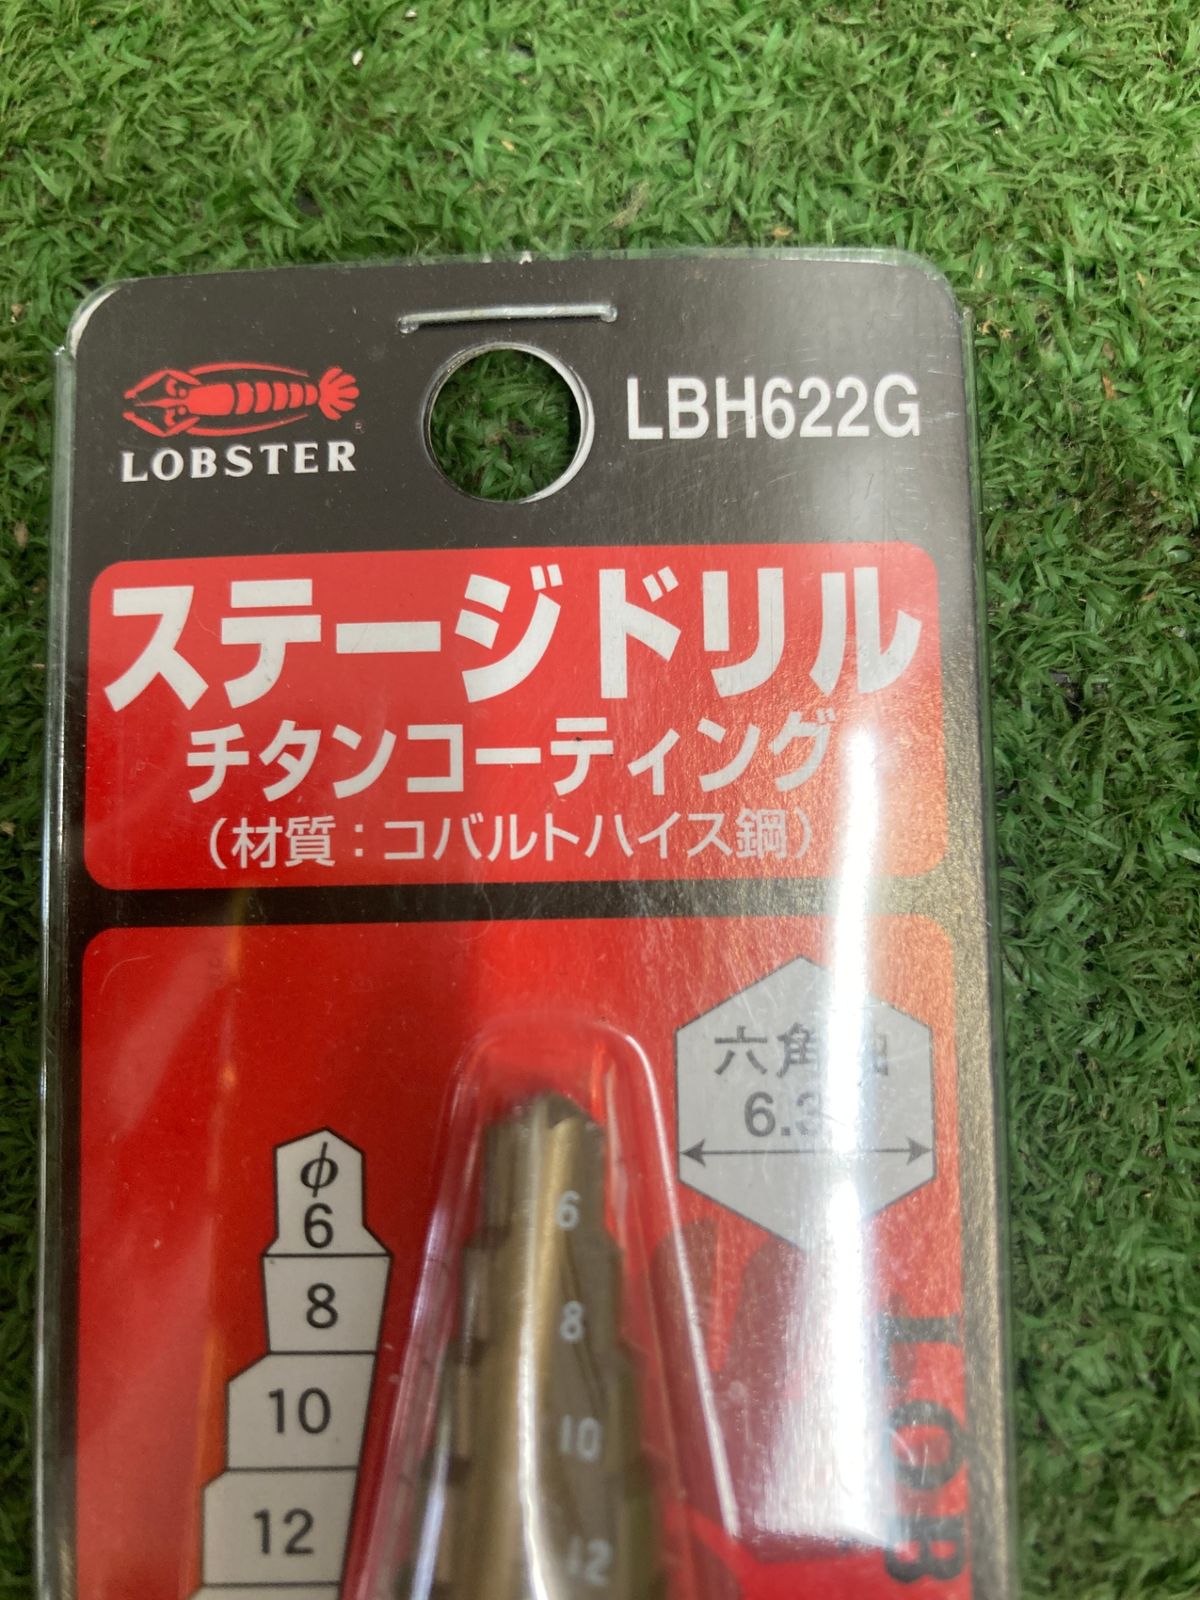 LOBSTER
LBH622G
ステージドリル
チタンコーティング
(材質：コバルトハイス鋼)
六角
6.3
φ
6
8
10
12
6
8
10
12
LOB